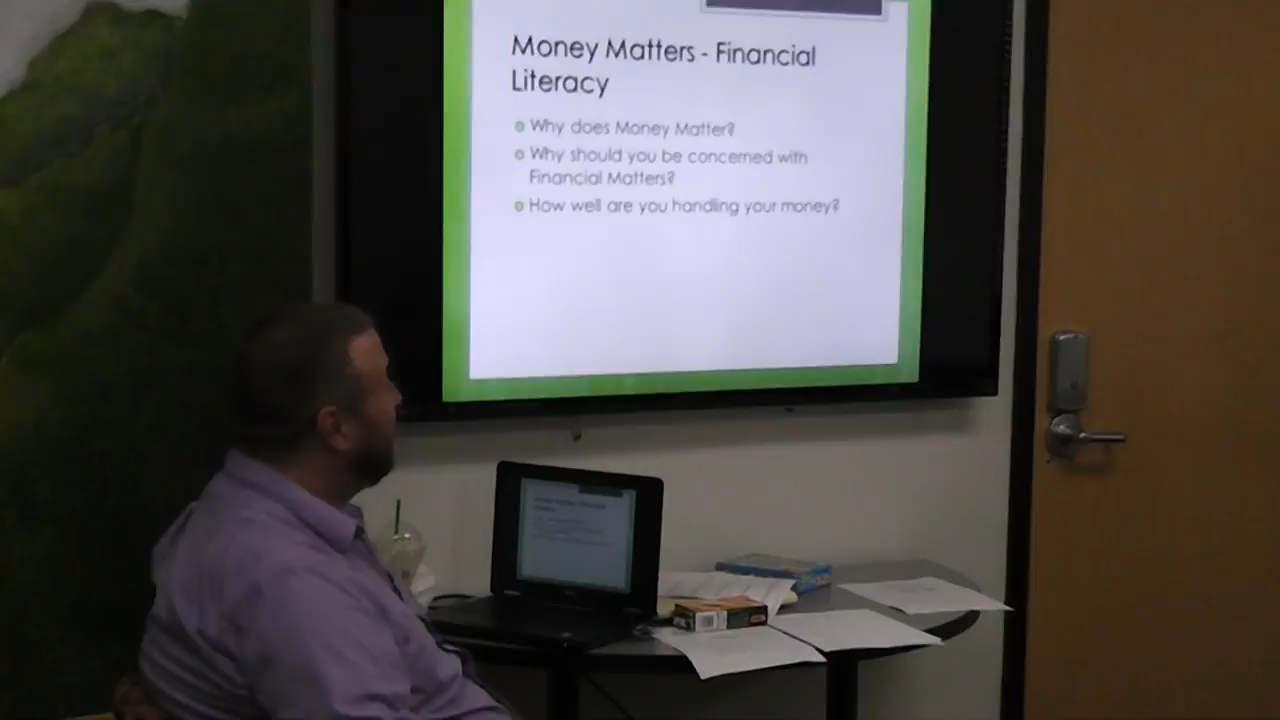 Money Matters - Financial
Literacy
Why does Money Matter?
Why should you be concerned with
Financial Matters?
How well are you handling your money?